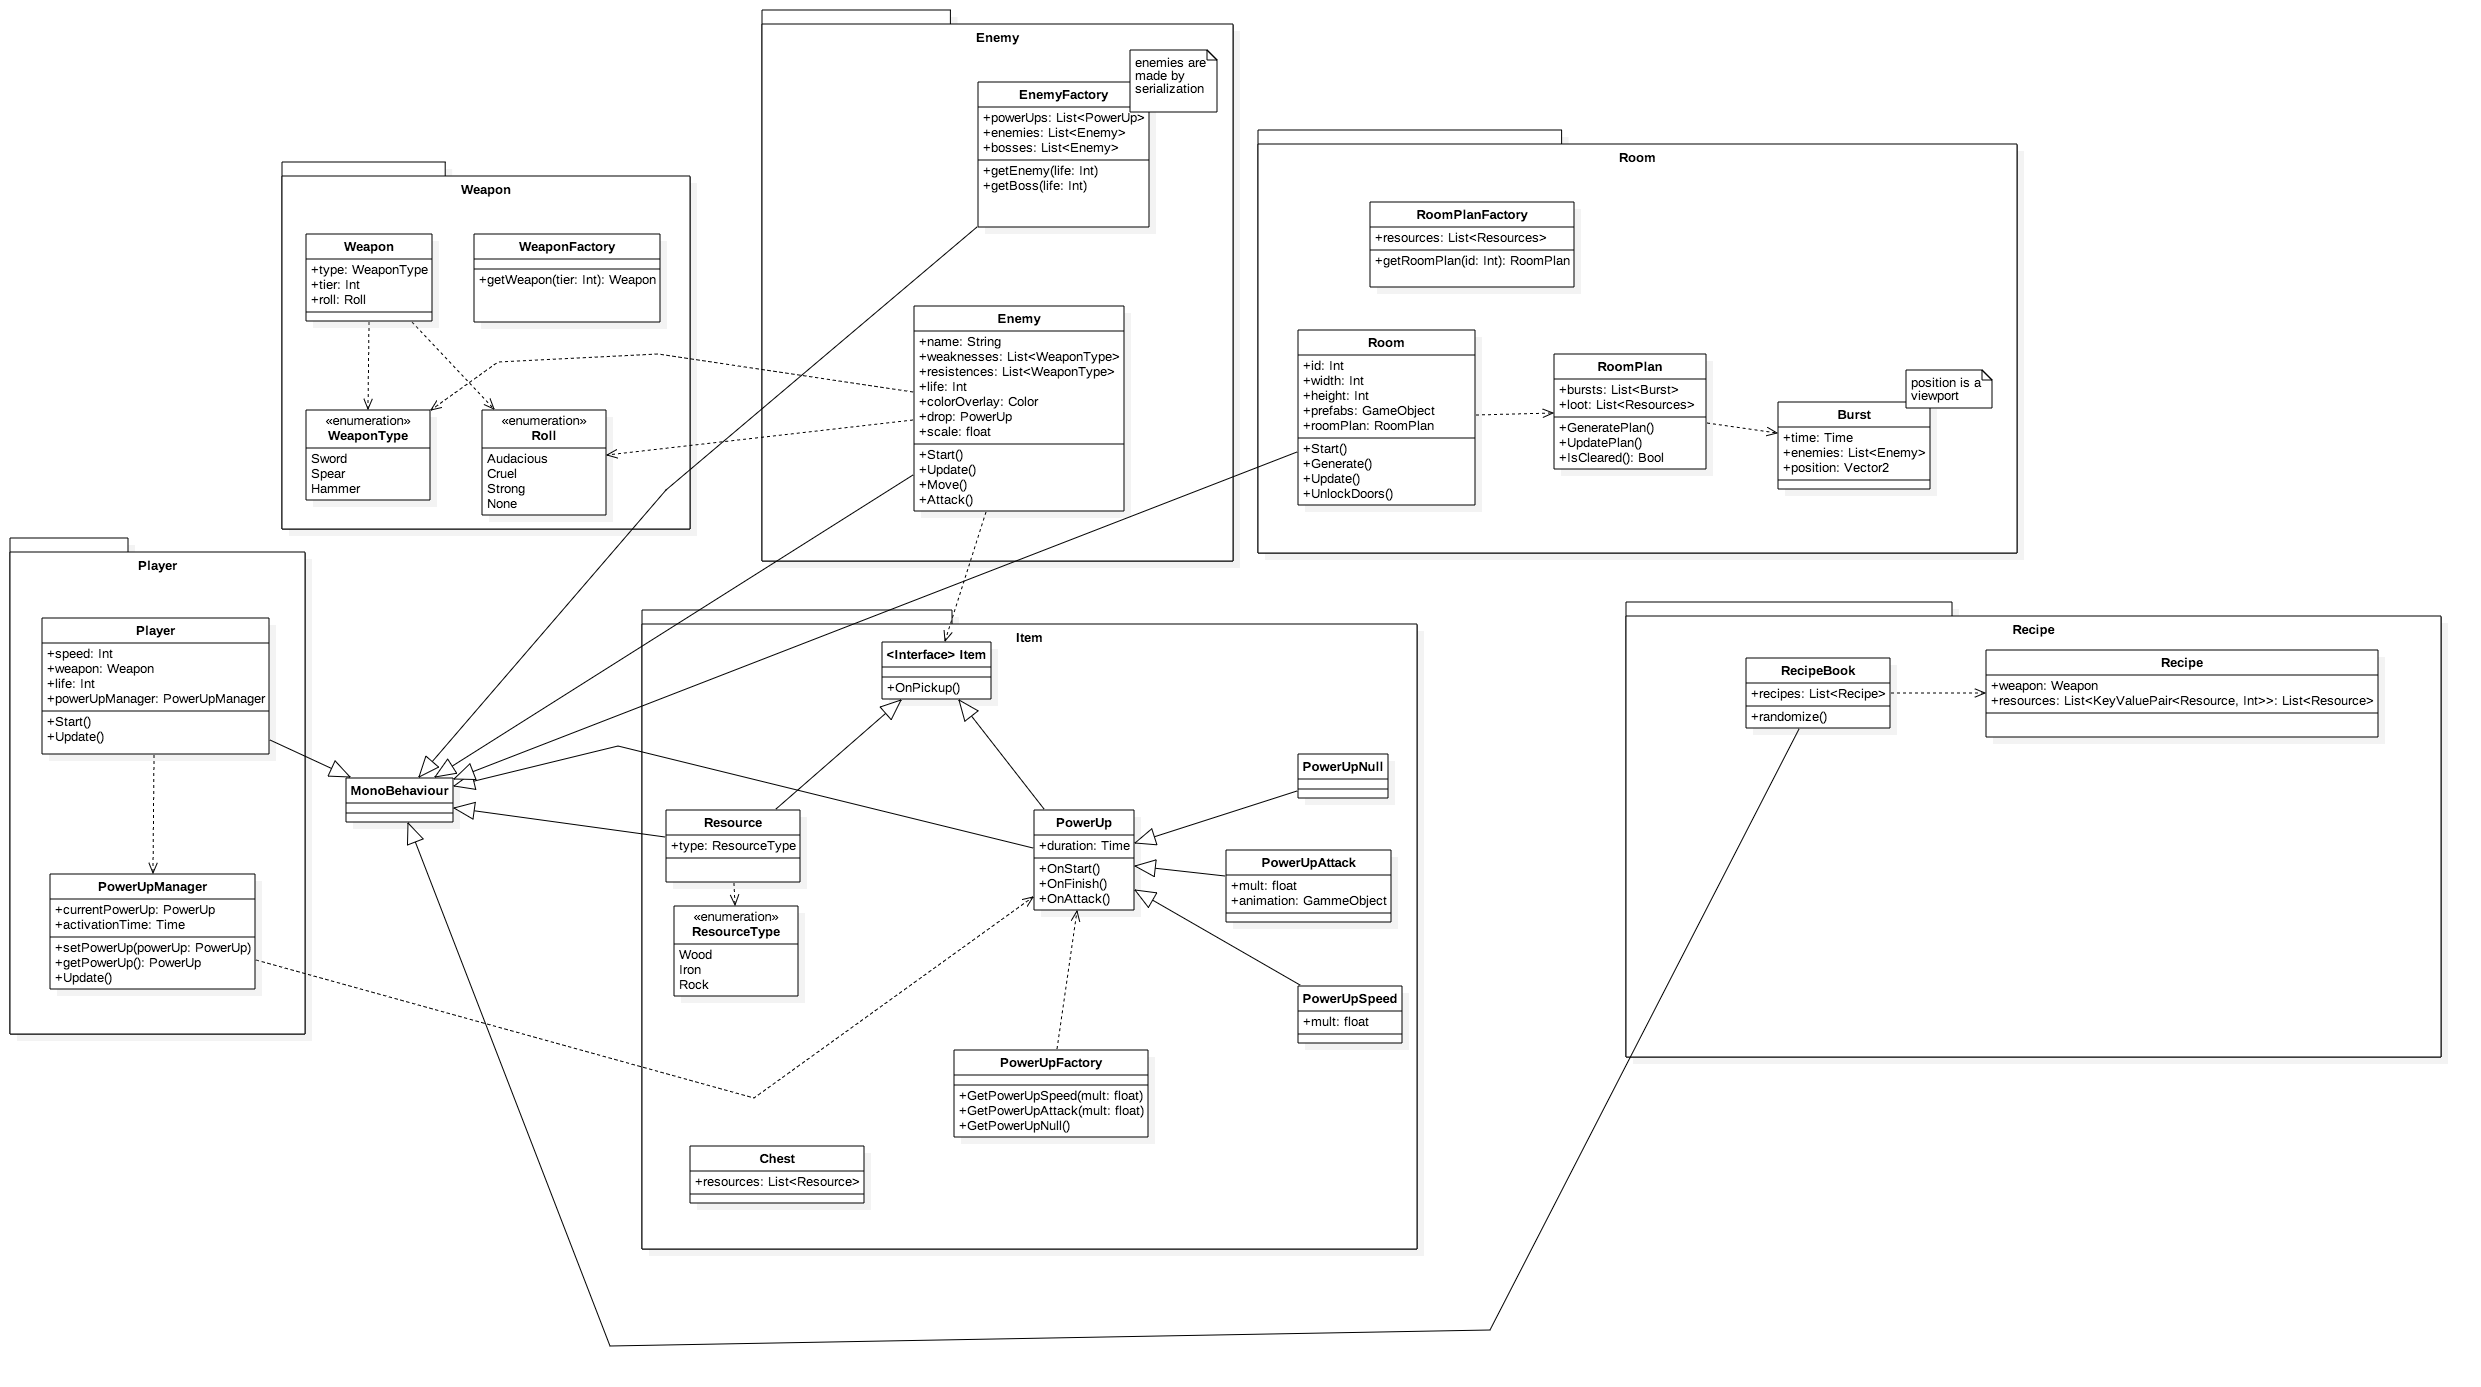 Enemy
enemies are
made by
serialization
EnemyFactory
+powerUps: List<PowerUp>
+enemies: List<Enemy>
+bosses: List<Enemy>
+getEnemy(life: Int)
+getBoss(life: Int)
Enemy
+name: String
+weaknesses: List<WeaponType>
+resistences: List<WeaponType>
+life: Int
+colorOverlay: Color
+drop: PowerUp
+scale: float
+Start()
+Update()
+Move()
+Attack()
Weapon
Weapon
+type: WeaponType
+tier: Int
+roll: Roll
WeaponFactory
+getWeapon(tier: Int): Weapon
«enumeration»
WeaponType
Sword
Spear
Hammer
«enumeration»
Roll
Audacious
Cruel
Strong
None
Room
RoomPlanFactory
+resources: List<Resources>
+getRoomPlan(id: Int): RoomPlan
Room
+id: Int
+width: Int
+height: Int
+prefabs: GameObject
+roomPlan: RoomPlan
+Start()
+Generate()
+Update()
+UnlockDoors()
RoomPlan
+bursts: List<Burst>
+loot: List<Resources>
+GeneratePlan()
+UpdatePlan()
+IsCleared(): Bool
position is a
viewport
Burst
+time: Time
+enemies: List<Enemy>
+position: Vector2
Player
Player
+speed: Int
+weapon: Weapon
+life: Int
+powerUpManager: PowerUpManager
+Start()
+Update()
PowerUpManager
+currentPowerUp: PowerUp
+activationTime: Time
+setPowerUp(powerUp: PowerUp)
+getPowerUp(): PowerUp
+Update()
MonoBehaviour
Item
<Interface> Item
+OnPickup()
Resource
+type: ResourceType
«enumeration»
ResourceType
Wood
Iron
Rock
PowerUp
+duration: Time
+OnStart()
+OnFinish()
+OnAttack()
PowerUpNull
PowerUpAttack
+mult: float
+animation: GammeObject
PowerUpSpeed
+mult: float
PowerUpFactory
+GetPowerUpSpeed(mult: float)
+GetPowerUpAttack(mult: float)
+GetPowerUpNull()
Chest
+resources: List<Resource>
Recipe
RecipeBook
+recipes: List<Recipe>
+randomize()
Recipe
+weapon: Weapon
+resources: List<KeyValuePair<Resource, Int>>: List<Resource>